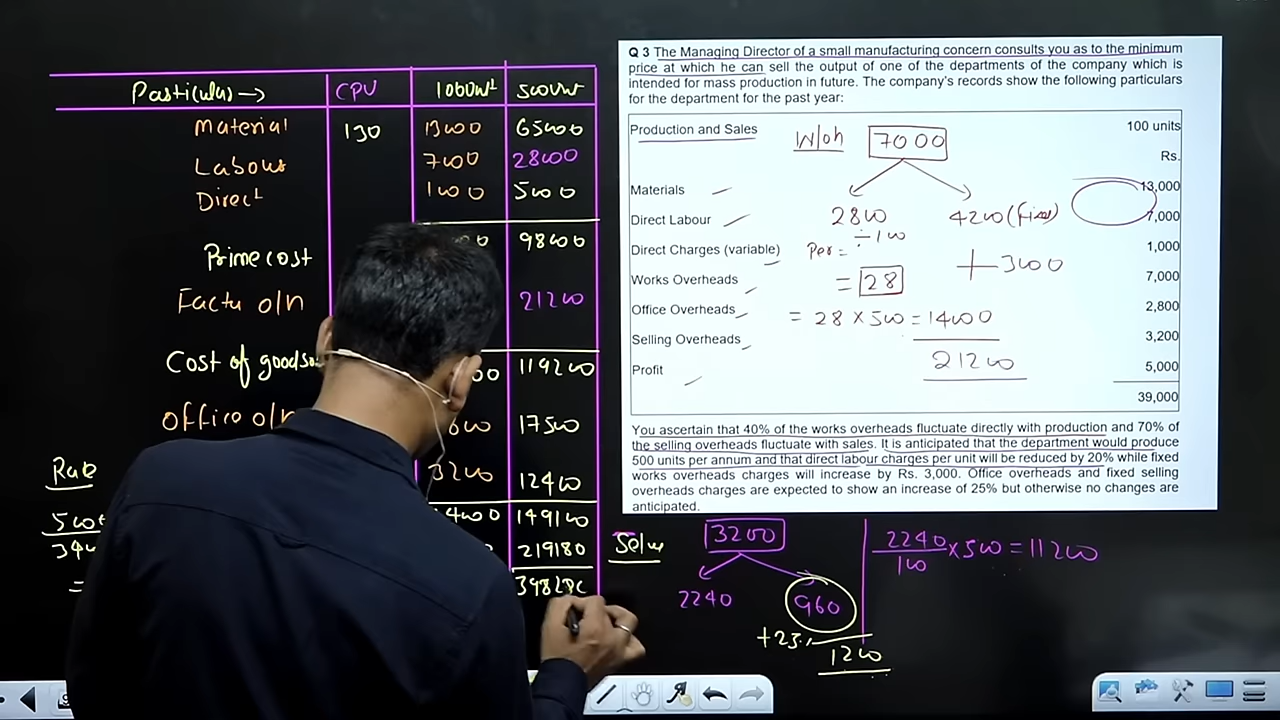 Particulars → CPU 100Unit 500Unit
Material 130 13000 65000
Labour 7000 28000
Direct 1000 5000
Prime cost 98000
Factu o/h 21200
Cost of goods 119200
Office o/h 17500
3200 12400
149100
219180
Rate
Q 3 The Managing Director of a small manufacturing concern consults you as to the minimum
price at which he can sell the output of one of the departments of the company which is
intended for mass production in future. The company's records show the following particulars
for the department for the past year:
Production and Sales 100 units
Rs.
Materials 13,000
Direct Labour 7,000
Direct Charges (variable) 1,000
Works Overheads 7,000
Office Overheads 2,800
Selling Overheads 3,200
Profit 5,000
39,000
W/oh 7000
2800 4200 (fixed)
÷ 100
Per = + 3000
= 28
= 28 × 500 = 14000
21200
You ascertain that 40% of the works overheads fluctuate directly with production and 70% of
the selling overheads fluctuate with sales. It is anticipated that the department would produce
500 units per annum and that direct labour charges per unit will be reduced by 20% while fixed
works overheads charges will increase by Rs. 3,000. Office overheads and fixed selling
overheads charges are expected to show an increase of 25% but otherwise no changes are
anticipated.
3200
2240 960
1200
2240/100 × 500 = 11200